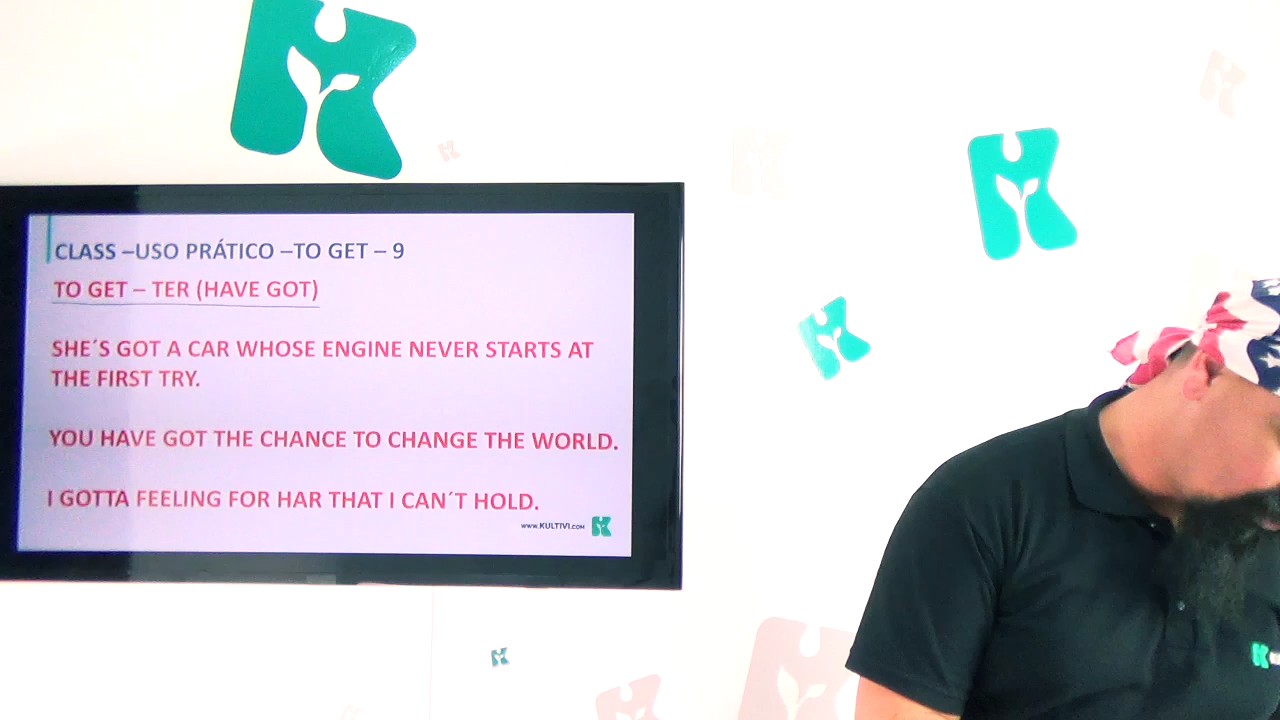 CLASS –USO PRÁTICO –TO GET – 9
TO GET – TER (HAVE GOT)
SHE´S GOT A CAR WHOSE ENGINE NEVER STARTS AT
THE FIRST TRY.
YOU HAVE GOT THE CHANCE TO CHANGE THE WORLD.
I GOTTA FEELING FOR HAR THAT I CAN´T HOLD.
www.KULTIVI.COM